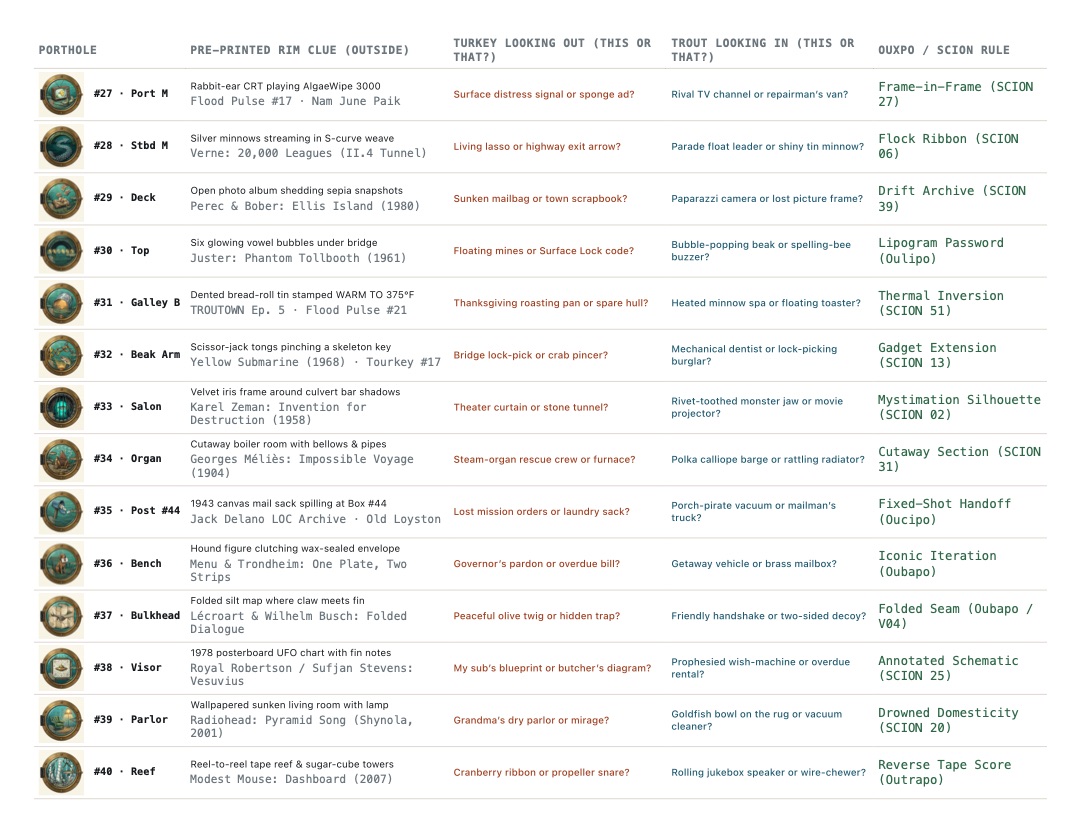 PORTHOLE
PRE-PRINTED RIM CLUE (OUTSIDE)
TURKEY LOOKING OUT (THIS OR
THAT?)
TROUT LOOKING IN (THIS OR
THAT?)
OUXPO / SCION RULE
#27 · Port M
Rabbit-ear CRT playing AlgaeWipe 3000
Flood Pulse #17 · Nam June Paik
Surface distress signal or sponge ad?
Rival TV channel or repairman's van?
Frame-in-Frame (SCION
27)
#28 · Stbd M
Silver minnows streaming in S-curve weave
Verne: 20,000 Leagues (II.4 Tunnel)
Living lasso or highway exit arrow?
Parade float leader or shiny tin minnow?
Flock Ribbon (SCION
06)
#29 · Deck
Open photo album shedding sepia snapshots
Perec & Bober: Ellis Island (1980)
Sunken mailbag or town scrapbook?
Paparazzi camera or lost picture frame?
Drift Archive (SCION
39)
#30 · Top
Six glowing vowel bubbles under bridge
Juster: Phantom Tollbooth (1961)
Floating mines or Surface Lock code?
Bubble-popping beak or spelling-bee
buzzer?
Lipogram Password
(Oulipo)
#31 · Galley B
Dented bread-roll tin stamped WARM TO 375°F
TROUTOWN Ep. 5 · Flood Pulse #21
Thanksgiving roasting pan or spare hull?
Heated minnow spa or floating toaster?
Thermal Inversion
(SCION 51)
#32 · Beak Arm
Scissor-jack tongs pinching a skeleton key
Yellow Submarine (1968) · Tourkey #17
Bridge lock-pick or crab pincer?
Mechanical dentist or lock-picking
burglar?
Gadget Extension
(SCION 13)
#33 · Salon
Velvet iris frame around culvert bar shadows
Karel Zeman: Invention for
Destruction (1958)
Theater curtain or stone tunnel?
Rivet-toothed monster jaw or movie
projector?
Mystimation Silhouette
(SCION 02)
#34 · Organ
Cutaway boiler room with bellows & pipes
Georges Méliès: Impossible Voyage
(1904)
Steam-organ rescue crew or furnace?
Polka calliope barge or rattling radiator?
Cutaway Section (SCION
31)
#35 · Post #44
1943 canvas mail sack spilling at Box #44
Jack Delano LOC Archive · Old Loyston
Lost mission orders or laundry sack?
Porch-pirate vacuum or mailman's
truck?
Fixed-Shot Handoff
(Oucipo)
#36 · Bench
Hound figure clutching wax-sealed envelope
Menu & Trondheim: One Plate, Two
Strips
Governor's pardon or overdue bill?
Getaway vehicle or brass mailbox?
Iconic Iteration
(Oubapo)
#37 · Bulkhead
Folded silt map where claw meets fin
Lécroart & Wilhelm Busch: Folded
Dialogue
Peaceful olive twig or hidden trap?
Friendly handshake or two-sided decoy?
Folded Seam (Oubapo /
V04)
#38 · Visor
1978 posterboard UFO chart with fin notes
Royal Robertson / Sufjan Stevens:
Vesuvius
My sub's blueprint or butcher's diagram?
Prophesied wish-machine or overdue
rental?
Annotated Schematic
(SCION 25)
#39 · Parlor
Wallpapered sunken living room with lamp
Radiohead: Pyramid Song (Shynola,
2001)
Grandma's dry parlor or mirage?
Goldfish bowl on the rug or vacuum
cleaner?
Drowned Domesticity
(SCION 20)
#40 · Reef
Reel-to-reel tape reef & sugar-cube towers
Modest Mouse: Dashboard (2007)
Cranberry ribbon or propeller snare?
Rolling jukebox speaker or wire-chewer?
Reverse Tape Score
(Outrapo)